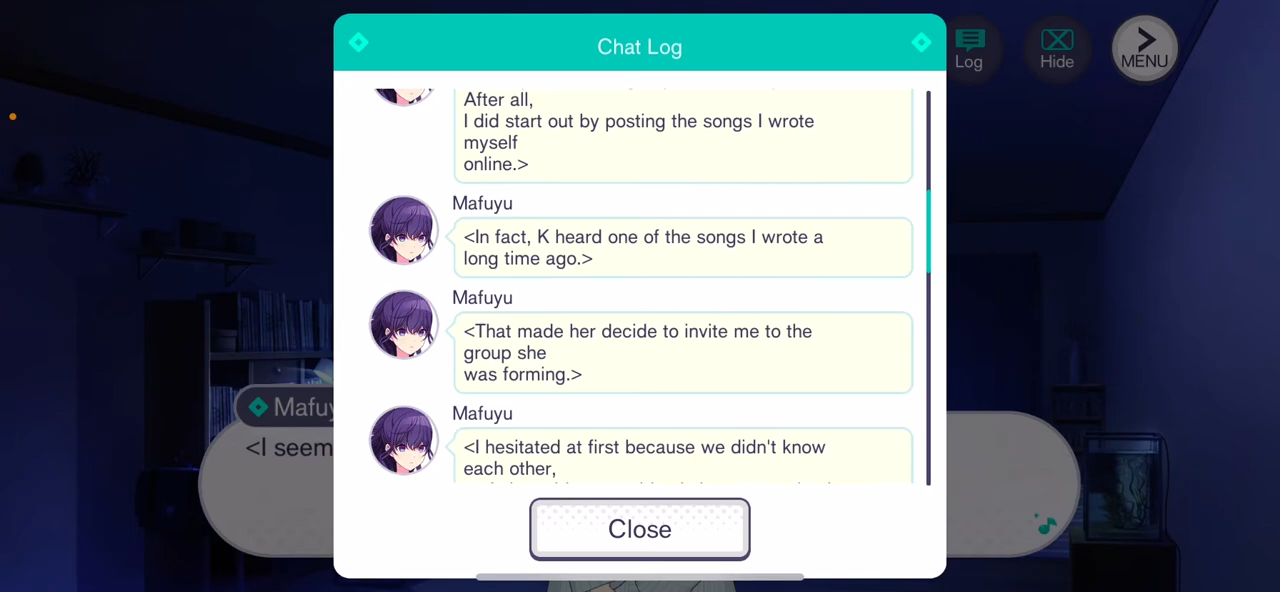 Chat Log
Log
Hide
MENU
After all,
I did start out by posting the songs I wrote
myself
online.>
Mafuyu
<In fact, K heard one of the songs I wrote a
long time ago.>
Mafuyu
<That made her decide to invite me to the
group she
was forming.>
Mafuyu
<I hesitated at first because we didn't know
each other,
Mafuy
<I seem
Close